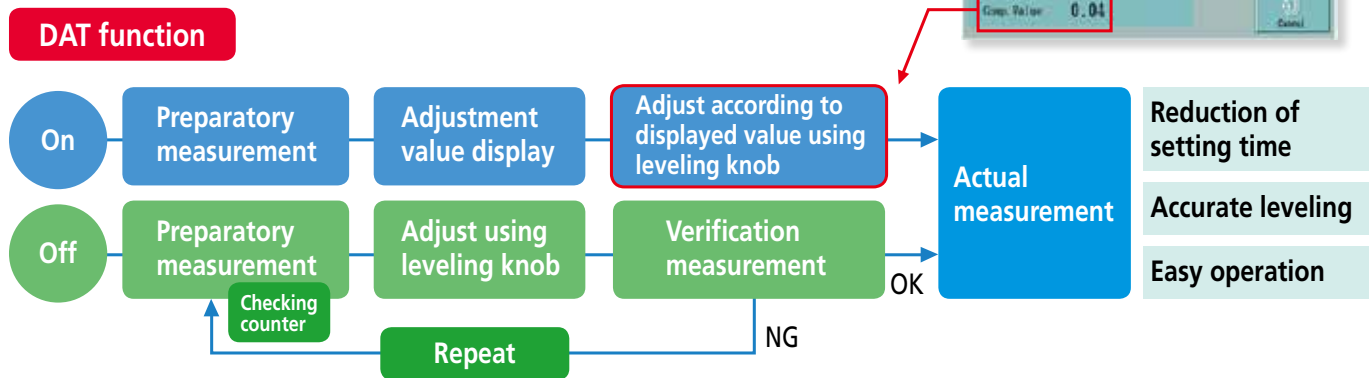 Comp. Value 0.04
Cancel
DAT function
On
Preparatory
measurement
Adjustment
value display
Adjust according to
displayed value using
leveling knob
Actual
measurement
Reduction of
setting time
Accurate leveling
Easy operation
Off
Preparatory
measurement
Adjust using
leveling knob
Verification
measurement
OK
Checking
counter
Repeat
NG